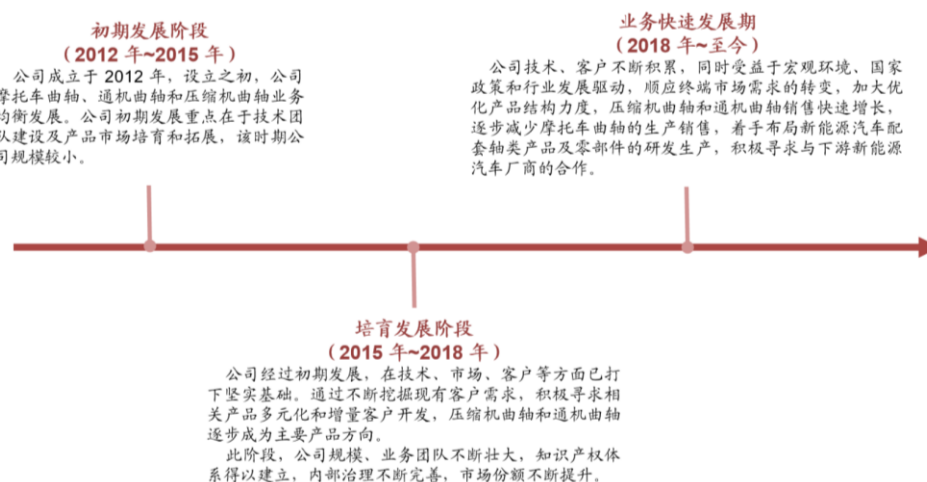 初期发展阶段
（2012 年~2015 年）
公司成立于 2012 年，设立之初，公司
摩托车曲轴、通机曲轴和压缩机曲轴业务
均衡发展。公司初期发展重点在于技术团
队建设及产品市场培育和拓展，该时期公
司规模较小。
业务快速发展期
（2018 年~至今）
公司技术、客户不断积累，同时受益于宏观环境、国家
政策和行业发展驱动，顺应终端市场需求的转变，加大优
化产品结构力度，压缩机曲轴和通机曲轴销售快速增长，
逐步减少摩托车曲轴的生产销售，着手布局新能源汽车配
套轴类产品及零部件的研发生产，积极寻求与下游新能源
汽车厂商的合作。
培育发展阶段
（2015 年~2018 年）
公司经过初期发展，在技术、市场、客户等方面已打
下坚实基础。通过不断挖掘现有客户需求，积极寻求相
关产品多元化和增量客户开发，压缩机曲轴和通机曲轴
逐步成为主要产品方向。
此阶段，公司规模、业务团队不断壮大，知识产权体
系得以建立，内部治理不断完善，市场份额不断提升。